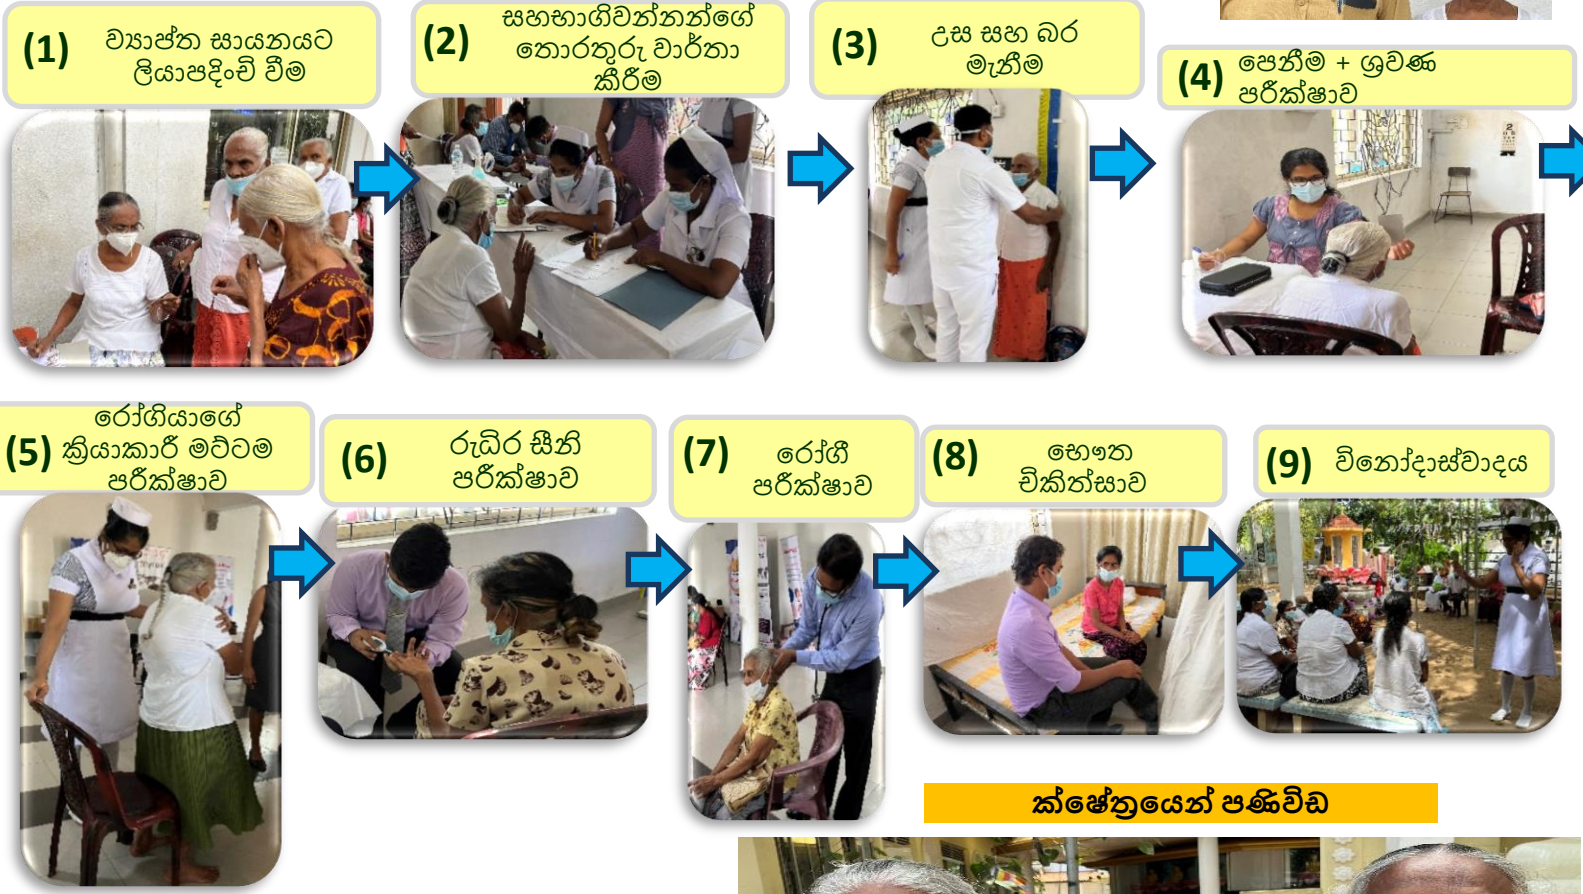 (1) ව්‍යාප්ත සායනයට
ලියාපදිංචි වීම
(2) සහභාගිවන්නන්ගේ
තොරතුරු වාර්තා
කිරීම
(3) උස සහ බර
මැනීම
(4) පෙනීම + ශ්‍රවණ
පරීක්ෂාව
(5) රෝගියාගේ
ක්‍රියාකාරී මට්ටම
පරීක්ෂාව
(6) රුධිර සීනි
පරීක්ෂාව
(7) රෝගී
පරීක්ෂාව
(8) භෞත
චිකිත්සාව
(9) විනෝදාස්වාදය
ක්ෂේත්‍රයෙන් පණිවිඩ